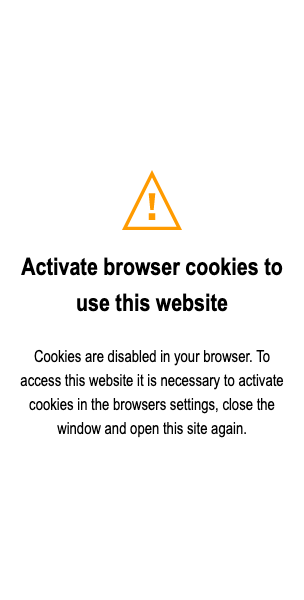 !
Activate browser cookies to
use this website
Cookies are disabled in your browser. To
access this website it is necessary to activate
cookies in the browsers settings, close the
window and open this site again.